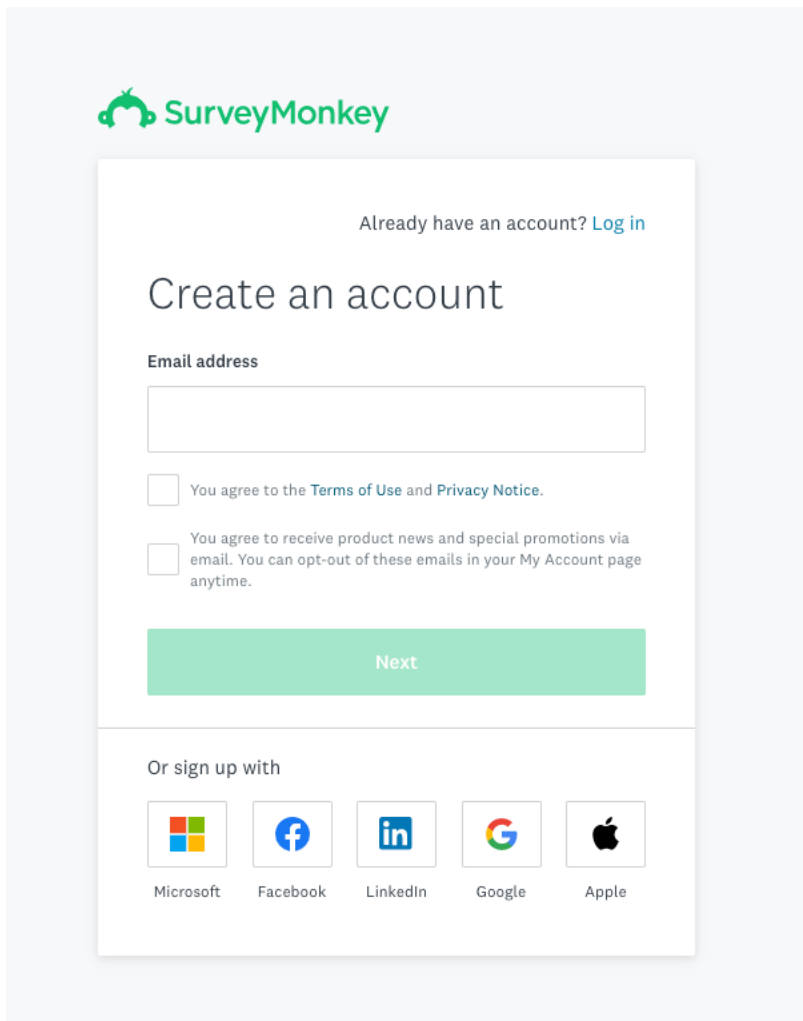 SurveyMonkey
Already have an account? Log in
Create an account
Email address
You agree to the Terms of Use and Privacy Notice.
You agree to receive product news and special promotions via
email. You can opt-out of these emails in your My Account page
anytime.
Next
Or sign up with
in
Microsoft Facebook LinkedIn Google Apple